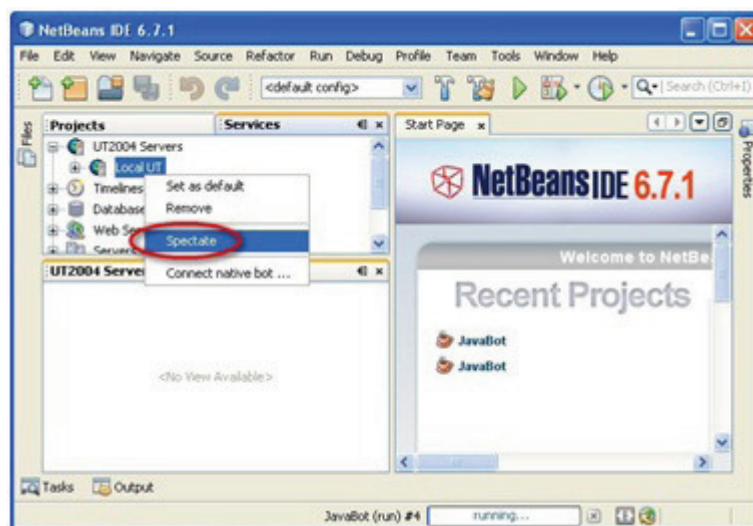 NetBeans IDE 6.7.1
File Edit View Navigate Source Refactor Run Debug Profile Team Tools Window Help
<default config>
Search (Ctrl+I)
Files
Projects
Services
UT2004 Servers
Local UT
Timelines
Database
Web Ser
Servers
Set as default
Remove
Spectate
Connect native bot ...
UT2004 Server
<No View Available>
Start Page
NetBeans IDE 6.7.1
Welcome to NetBe
Recent Projects
JavaBot
JavaBot
Properties
Tasks Output
JavaBot (run) #4 running...